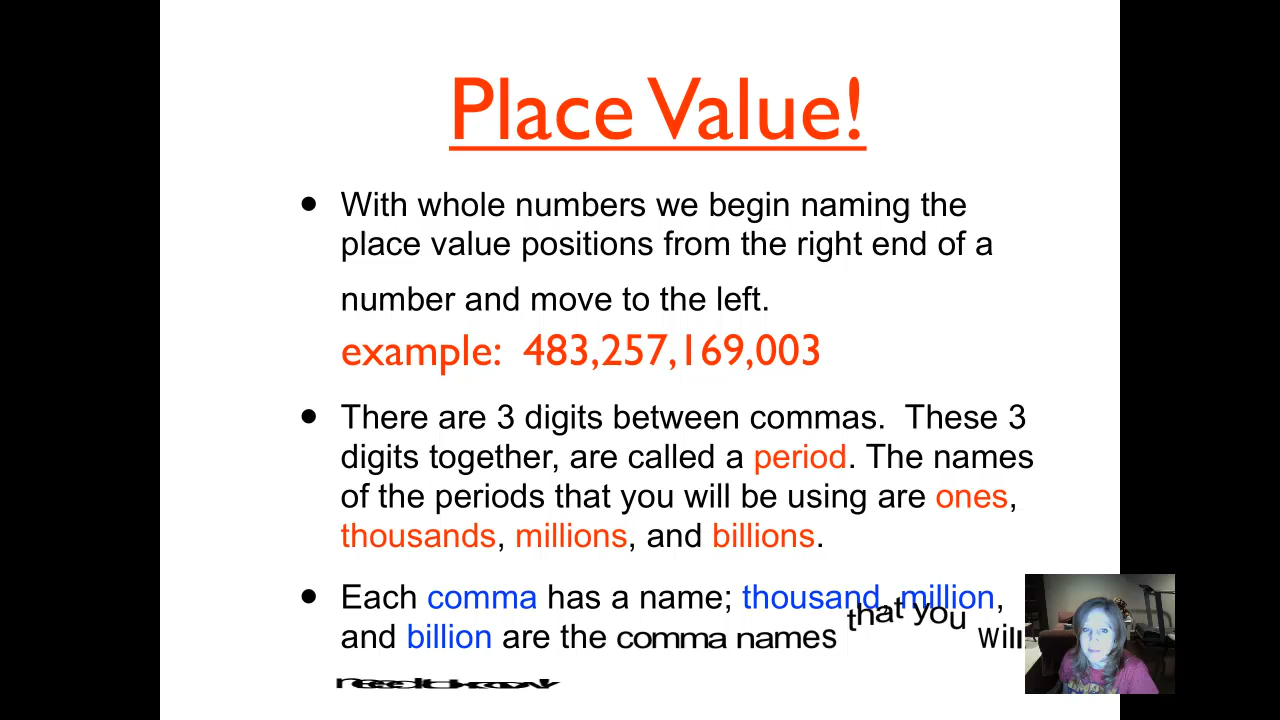 Place Value!
• With whole numbers we begin naming the
place value positions from the right end of a
number and move to the left.
example: 483,257,169,003
• There are 3 digits between commas. These 3
digits together, are called a period. The names
of the periods that you will be using are ones,
thousands, millions, and billions.
• Each comma has a name; thousand, million,
and billion are the comma names that you will